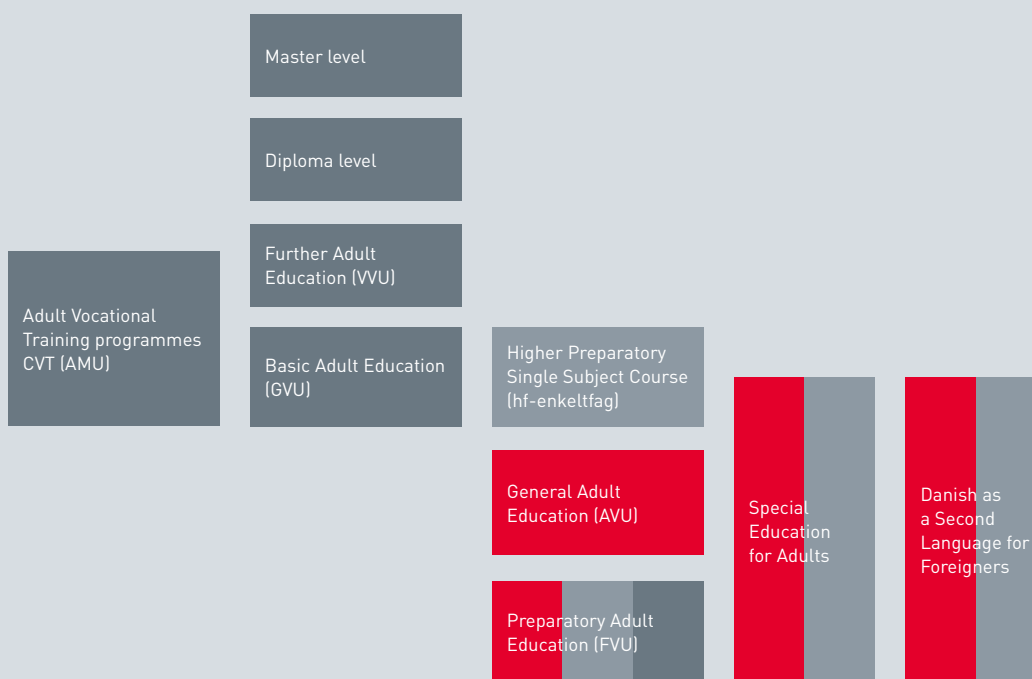 Master level
Diploma level
Further Adult
Education (VVU)
Adult Vocational
Training programmes
CVT (AMU)
Basic Adult Education
(GVU)
Higher Preparatory
Single Subject Course
(hf-enkeltfag)
General Adult
Education (AVU)
Special
Education
for Adults
Danish as
a Second
Language for
Foreigners
Preparatory Adult
Education (FVU)